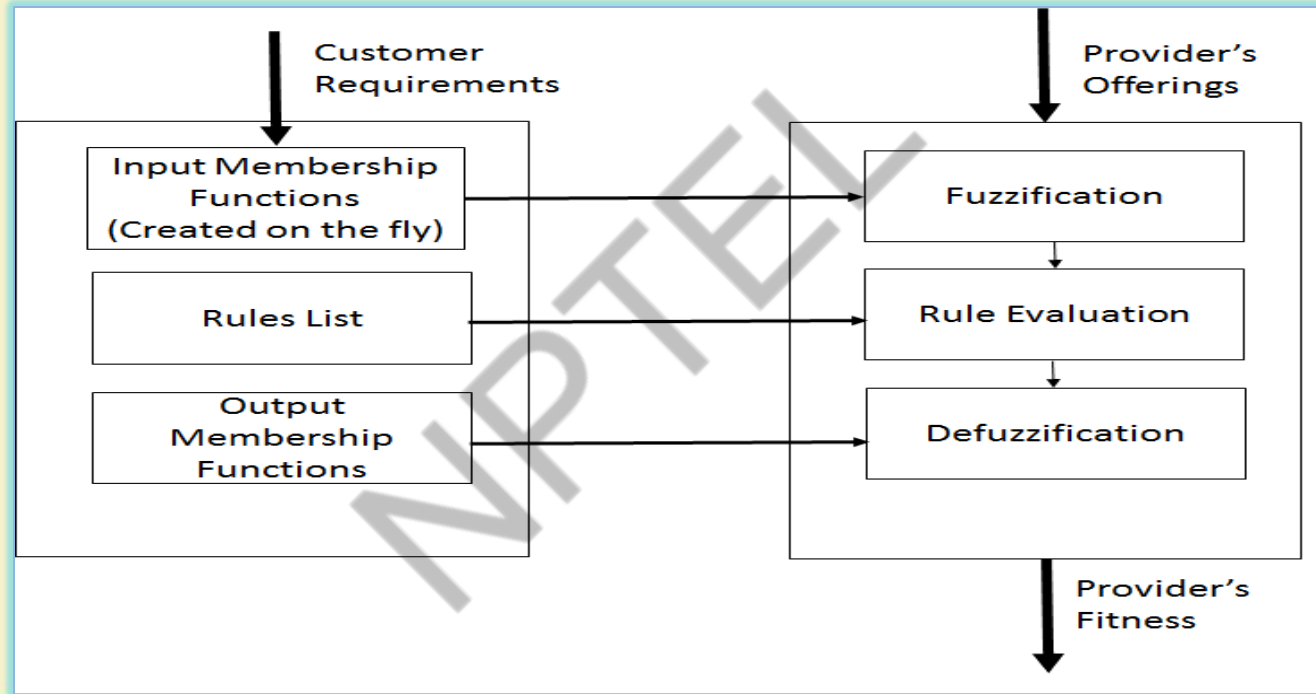 Customer
Requirements
Provider's
Offerings
Input Membership
Functions
(Created on the fly)
Fuzzification
Rules List
Rule Evaluation
Output
Membership
Functions
Defuzzification
Provider's
Fitness
NPTEL